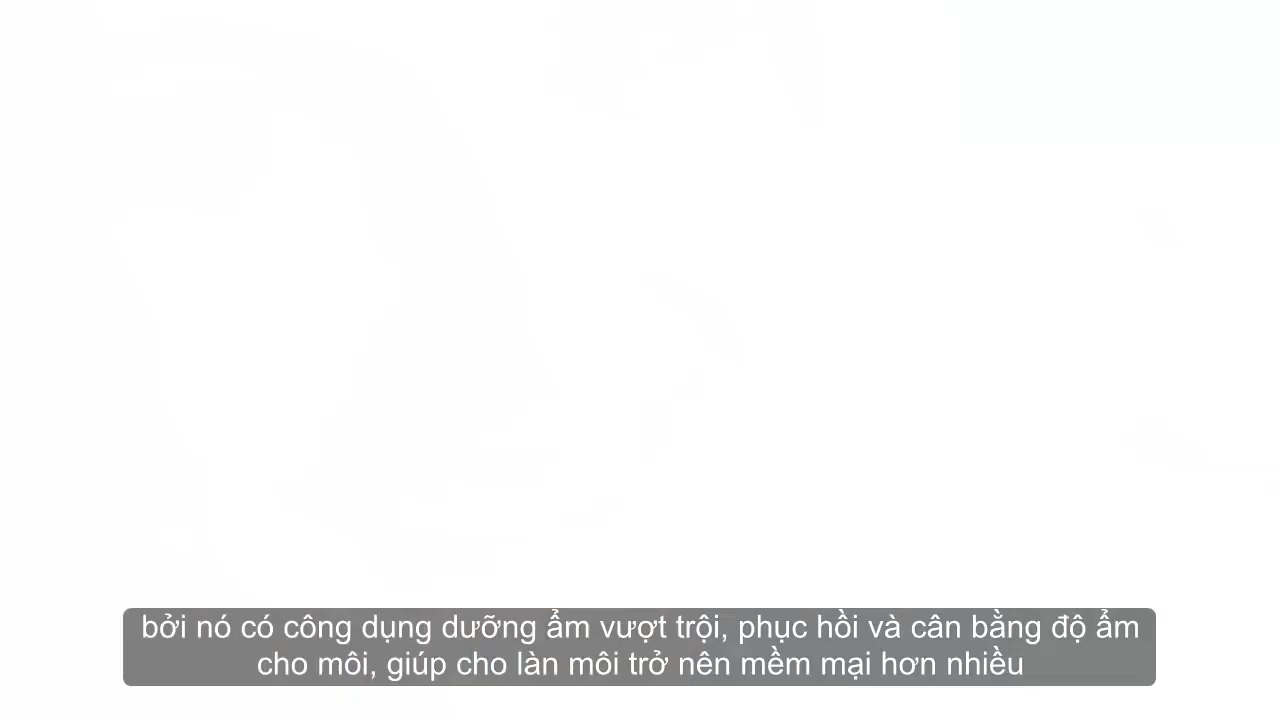 bởi nó có công dụng dưỡng ẩm vượt trội, phục hồi và cân bằng độ ẩm
cho môi, giúp cho làn môi trở nên mềm mại hơn nhiều